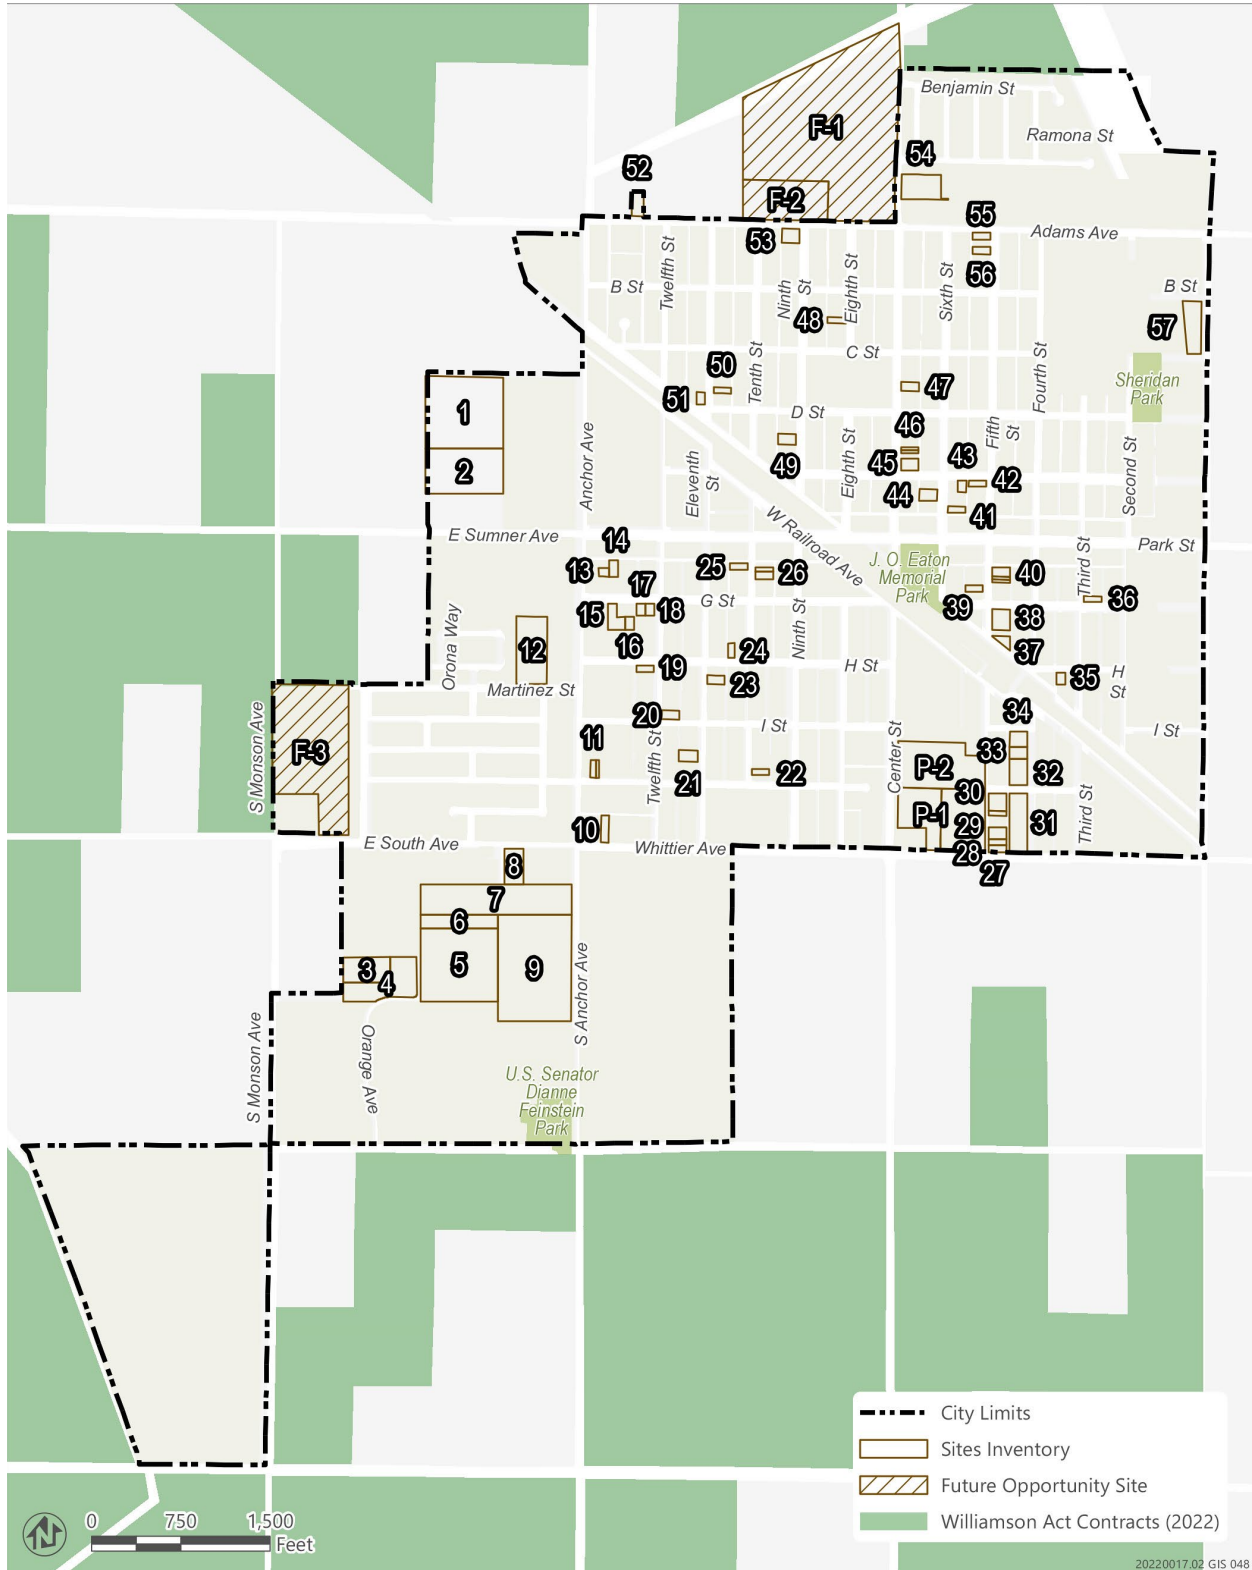 Benjamin St
F-1
Ramona St
54
52
F-2
55
Adams Ave
53
Twelfth St
56
Ninth St
Eighth St
Sixth St
B St
B St
48
57
C St
50
Tenth St
Fourth St
Sheridan
Park
47
51
1
D St
46
Fifth
St
43
49
45
2
Anchor Ave
Eleventh
St
Eighth St
42
44
Second St
41
W Railroad Ave
E Sumner Ave
14
Park St
J. O. Eaton
Memorial
Park
Third St
13
25
26
40
17
G St
39
36
15
18
38
16
Ninth St
Orona Way
12
24
37
19
H St
H
St
35
23
Martinez St
20
34
I St
I St
S Monson Ave
F-3
11
33
Center St
P-2
32
21
22
Twelfth St
30
P-1
31
Third St
10
29
E South Ave
Whittier Ave
28
8
27
7
6
3
5
9
4
S Anchor Ave
S Monson Ave
Orange Ave
U.S. Senator
Dianne
Feinstein
Park
City Limits
Sites Inventory
Future Opportunity Site
Williamson Act Contracts (2022)
N
0 750 1,500
Feet
20220017.02 GIS 048